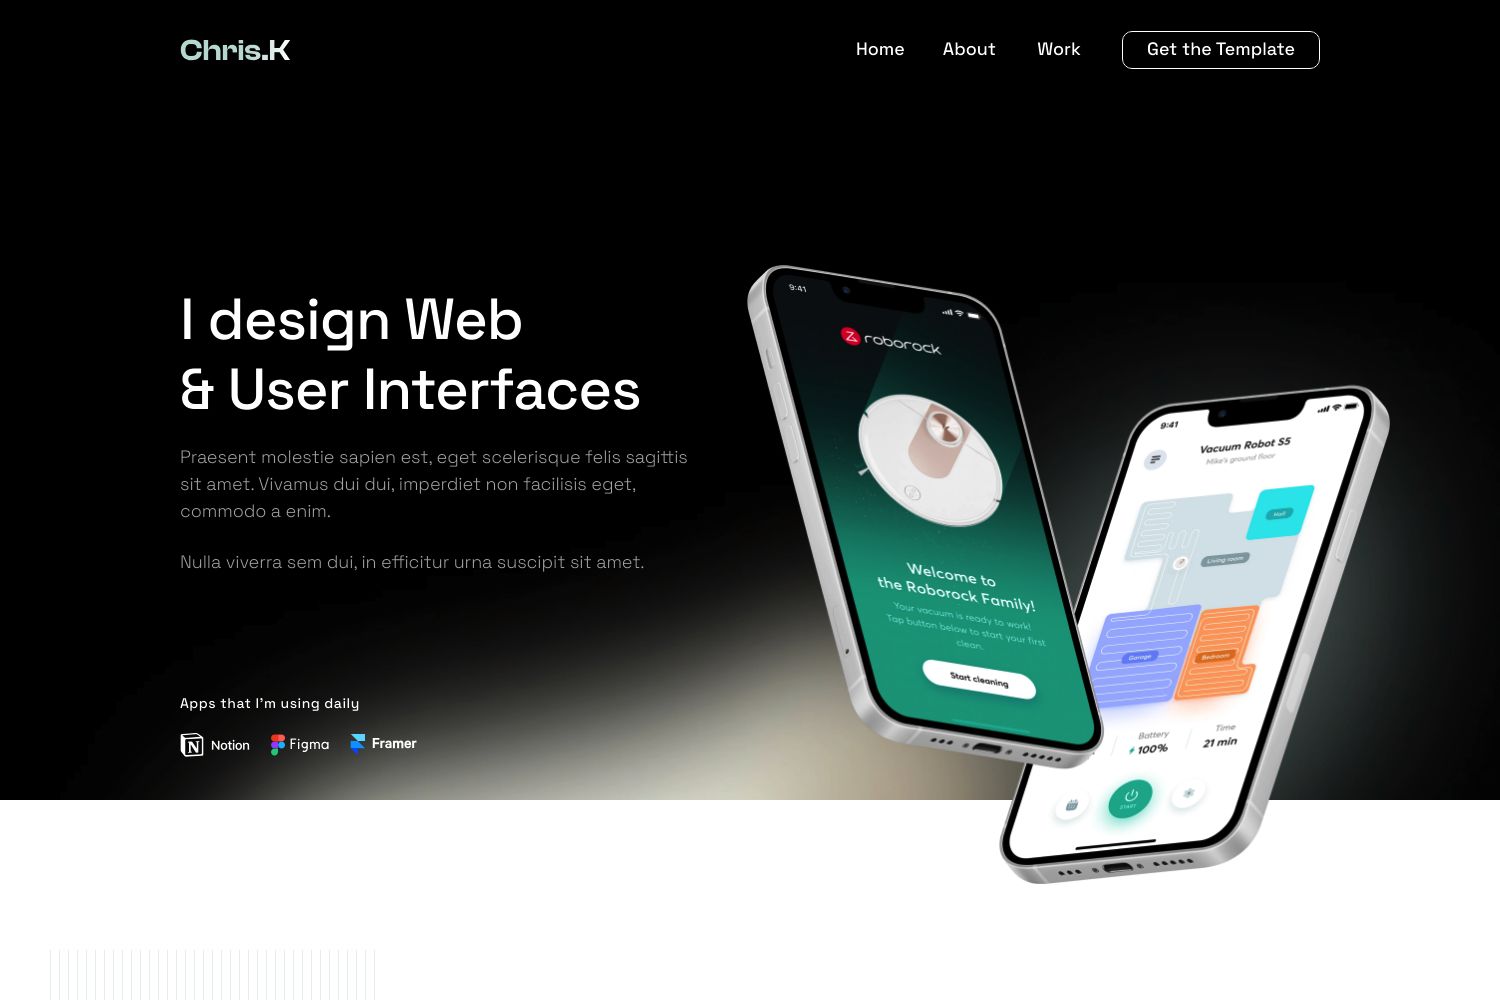 Chris.K
Home
About
Work
Get the Template
I design Web
& User Interfaces
Praesent molestie sapien est, eget scelerisque felis sagittis
sit amet. Vivamus dui dui, imperdiet non facilisis eget,
commodo a enim.
Nulla viverra sem dui, in efficitur urna suscipit sit amet.
Apps that I'm using daily
Notion
Figma
Framer
9:41
roborock
Welcome to
the Roborock Family!
Your vacuum is ready to work!
Tap button below to start your first
clean.
Start cleaning
9:41
Vacuum Robot S5
Mike's ground floor
Hall
Living room
Garage
Bedroom
Battery
100%
Time
21 min
START